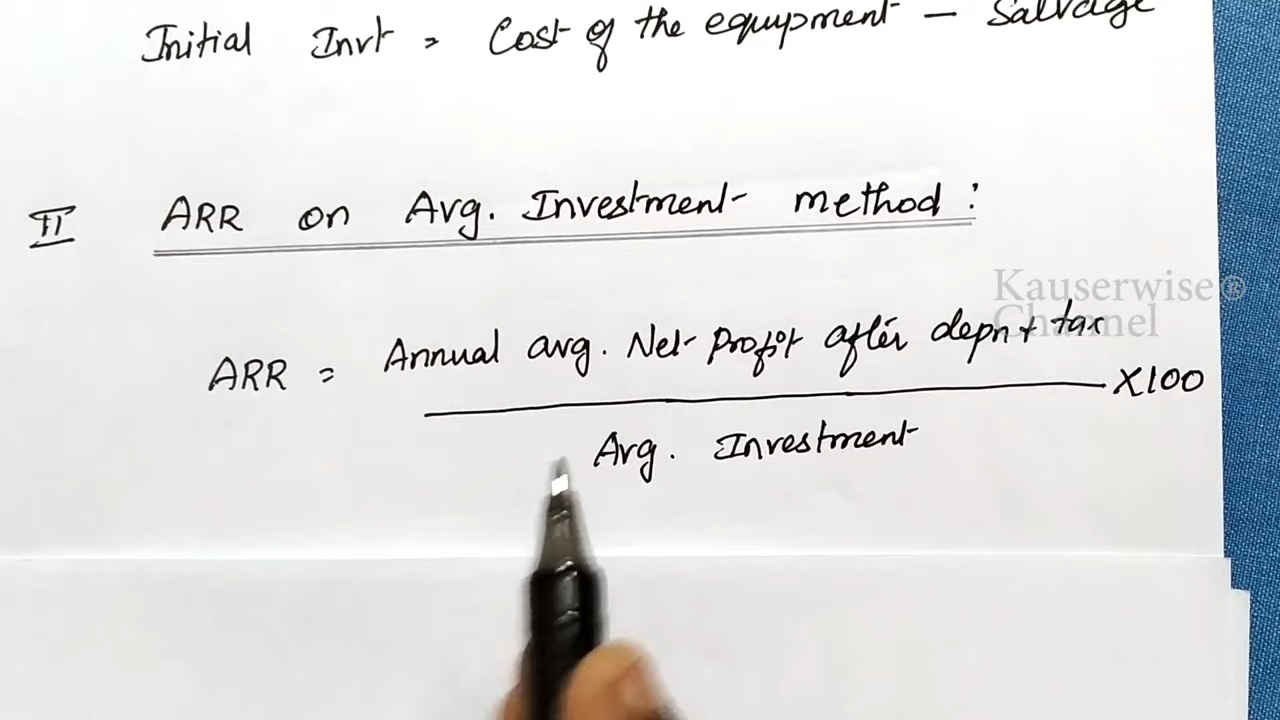 Initial Invt = Cost of the equipment - Salvage
II ARR on Avg. Investment method:
Kauserwise®
Channel
ARR = Annual avg. Net Profit after depn + tax
X100
Avg. Investment